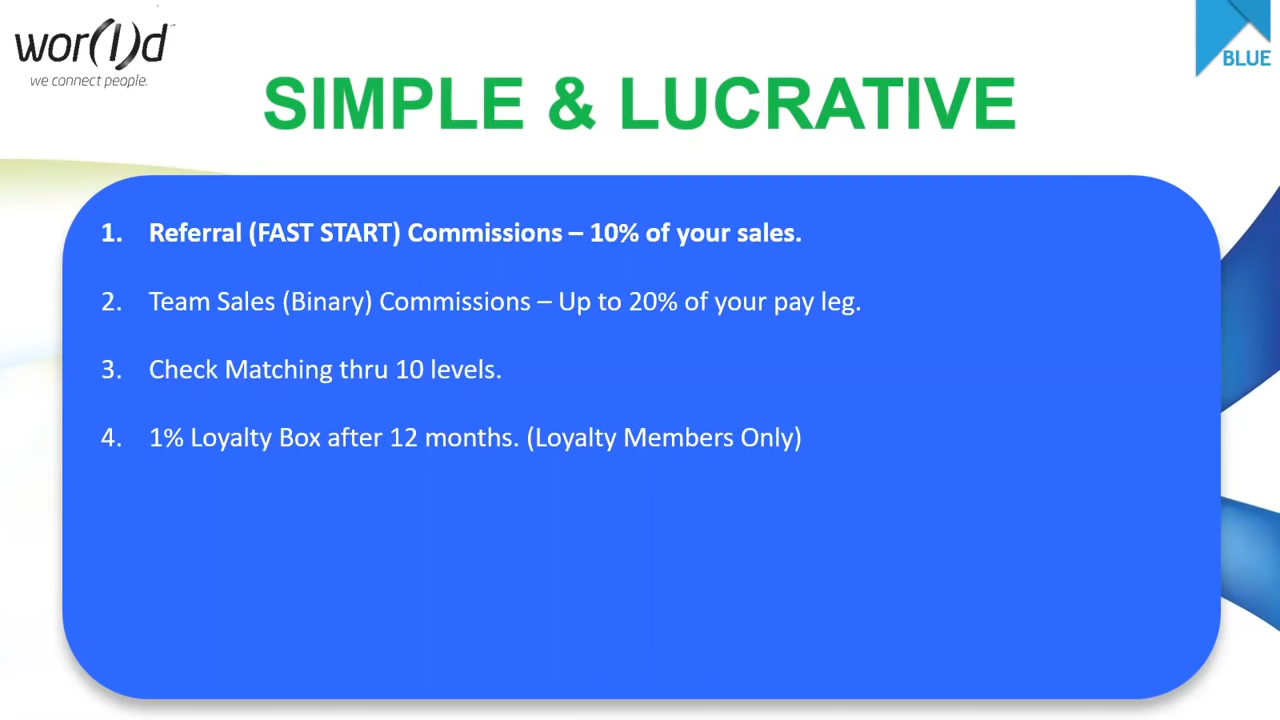 wor(l)d
we connect people.
BLUE
SIMPLE & LUCRATIVE
1. Referral (FAST START) Commissions – 10% of your sales.
2. Team Sales (Binary) Commissions – Up to 20% of your pay leg.
3. Check Matching thru 10 levels.
4. 1% Loyalty Box after 12 months. (Loyalty Members Only)